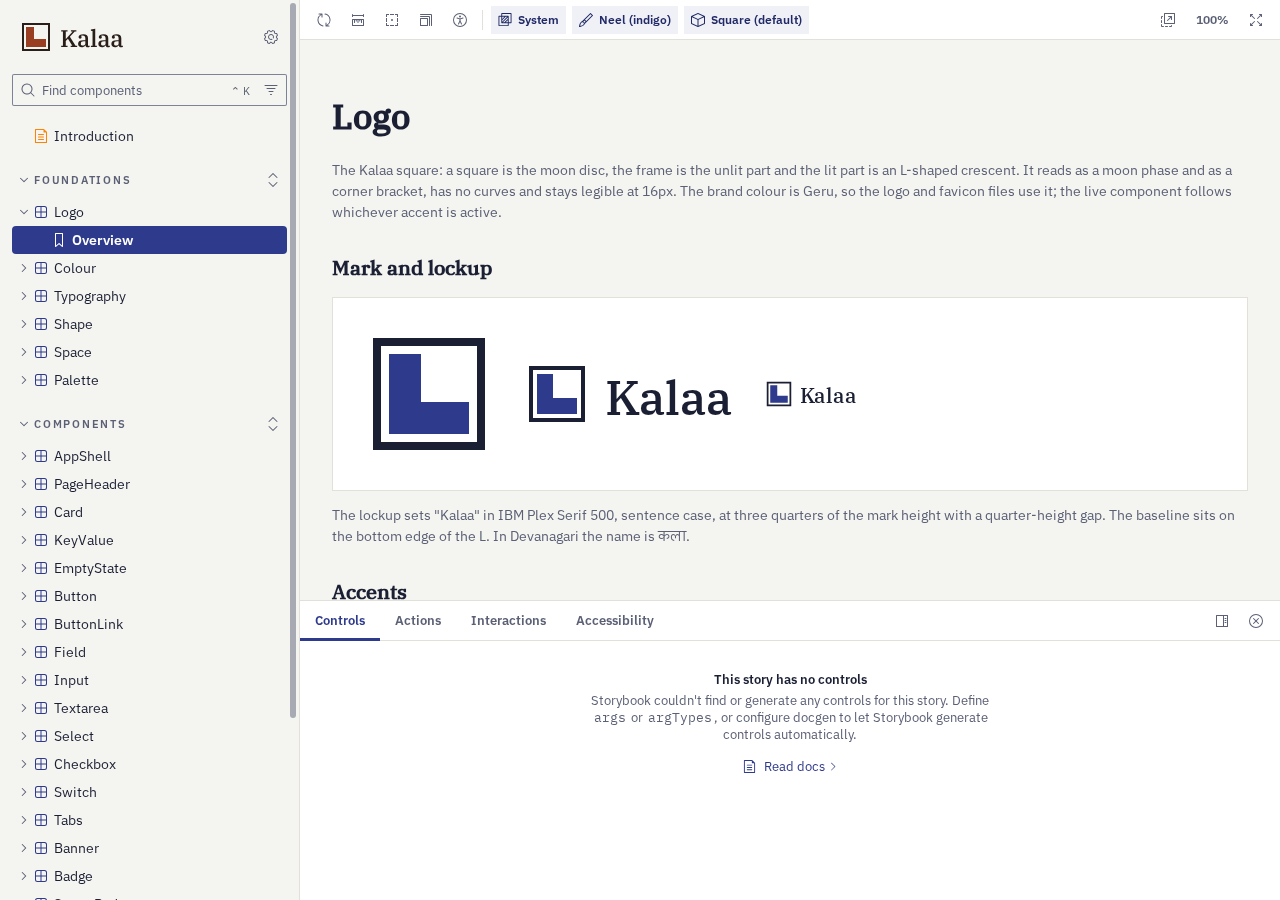 Kalaa
Find components
⌃ K
Introduction
FOUNDATIONS
Logo
Overview
Colour
Typography
Shape
Space
Palette
COMPONENTS
AppShell
PageHeader
Card
KeyValue
EmptyState
Button
ButtonLink
Field
Input
Textarea
Select
Checkbox
Switch
Tabs
Banner
Badge
System
Neel (indigo)
Square (default)
100%
Logo
The Kalaa square: a square is the moon disc, the frame is the unlit part and the lit part is an L-shaped crescent. It reads as a moon phase and as a
corner bracket, has no curves and stays legible at 16px. The brand colour is Geru, so the logo and favicon files use it; the live component follows
whichever accent is active.
Mark and lockup
Kalaa
Kalaa
The lockup sets "Kalaa" in IBM Plex Serif 500, sentence case, at three quarters of the mark height with a quarter-height gap. The baseline sits on
the bottom edge of the L. In Devanagari the name is कला.
Accents
Controls
Actions
Interactions
Accessibility
This story has no controls
Storybook couldn't find or generate any controls for this story. Define
args or argTypes, or configure docgen to let Storybook generate
controls automatically.
Read docs